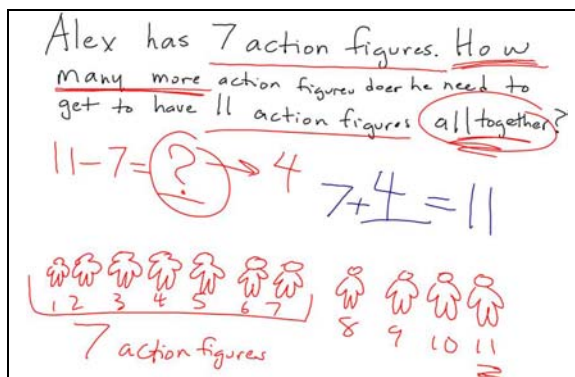 Alex has 7 action figures. How
many more action figures does he need to
get to have 11 action figures all together?
11-7=? → 4
7+4=11
1 2 3 4 5 6 7 8 9 10 11
7 action figures